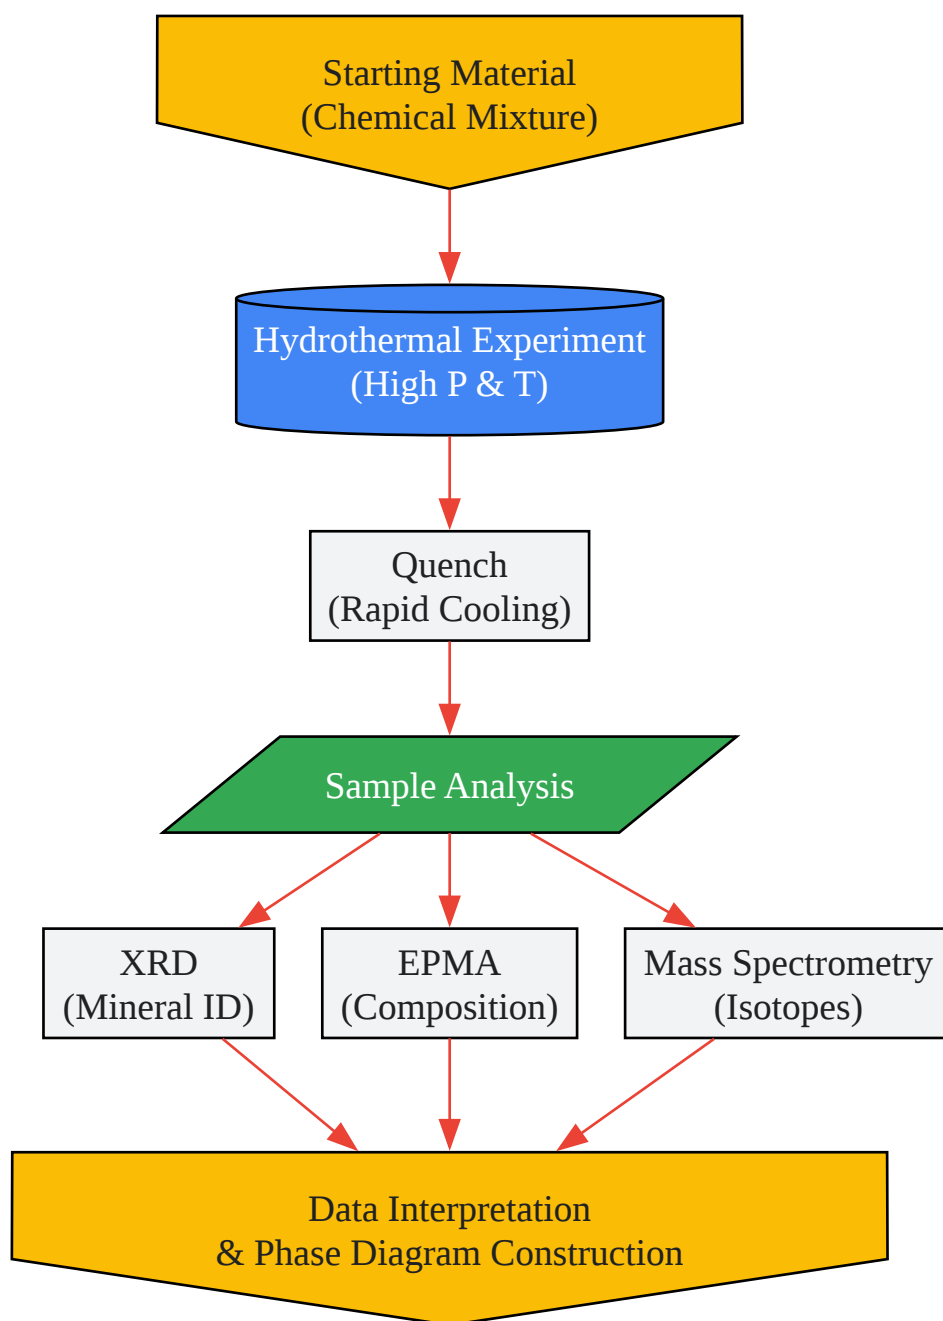 Starting Material
(Chemical Mixture)
Hydrothermal Experiment
(High P & T)
Quench
(Rapid Cooling)
Sample Analysis
XRD
(Mineral ID)
EPMA
(Composition)
Mass Spectrometry
(Isotopes)
Data Interpretation
& Phase Diagram Construction